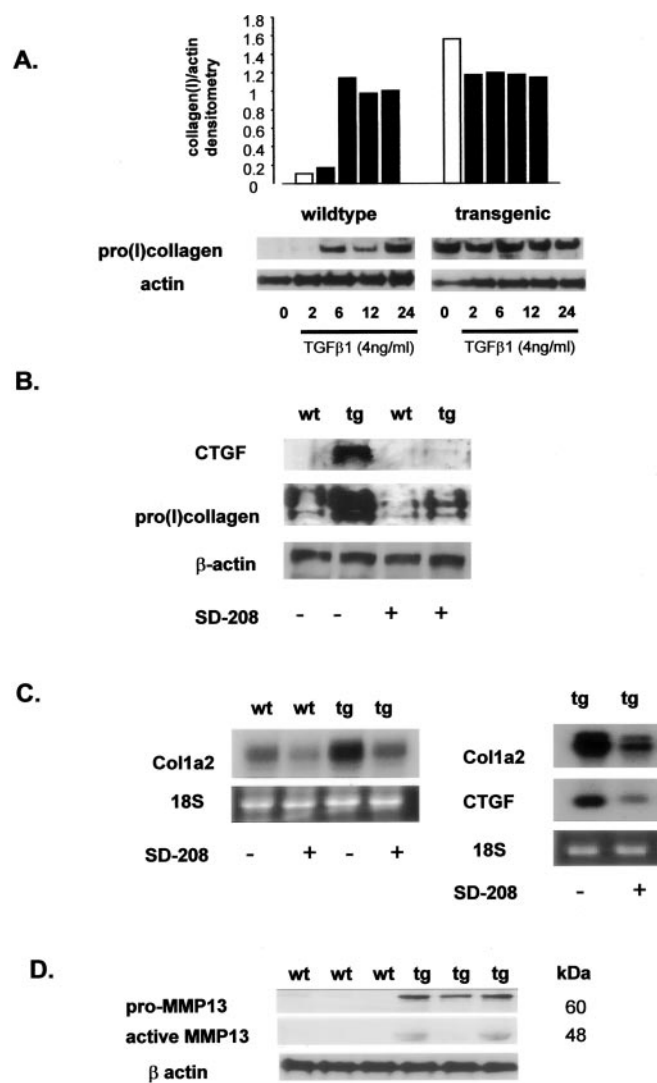 A.
collagen(I)/actin
densitometry
1.8
1.6
1.4
1.2
1
0.8
0.6
0.4
0.2
0
wildtype transgenic
pro(I)collagen
actin
0 2 6 12 24 0 2 6 12 24
TGFβ1 (4ng/ml) TGFβ1 (4ng/ml)
B.
wt tg wt tg
CTGF
pro(I)collagen
β-actin
SD-208 - - + +
C.
wt wt tg tg
Col1a2
18S
SD-208 - + - +
tg tg
Col1a2
CTGF
18S
SD-208 - +
D.
wt wt wt tg tg tg kDa
pro-MMP13 60
active MMP13 48
β actin